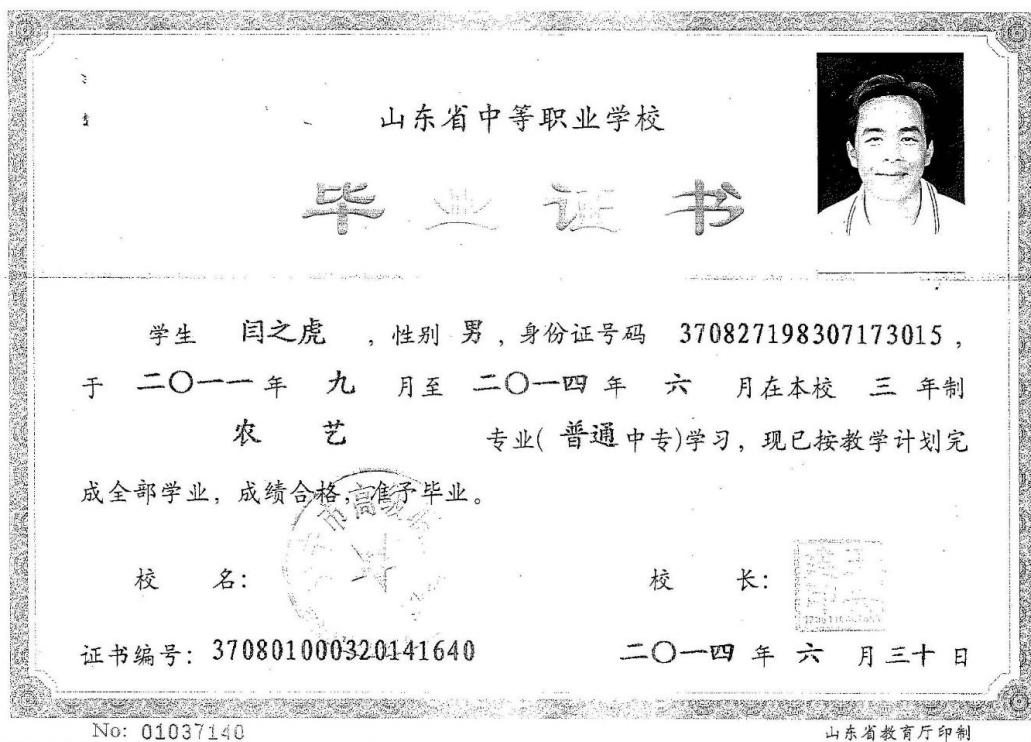 山东省中等职业学校
毕业证书
学生 闫之虎 ，性别 男 ，身份证号码 370827198307173015 ，
于 二〇一一 年 九 月至 二〇一四 年 六 月在本校 三 年制
农 艺 专业( 普通 中专)学习，现已按教学计划完
成全部学业，成绩合格，准予毕业。
市高级
校 名： 校 长：
证书编号：370801000320141640 二〇一四 年 六 月 三十 日
No: 01037140 山东省教育厅印制